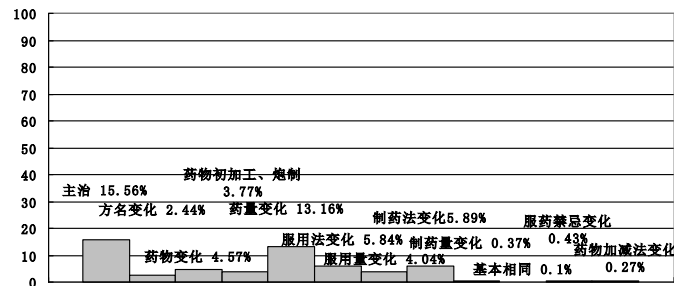 100
90
80
70
60
50
40
30
20
10
0
药物初加工、炮制
3.77%
主治 15.56%
方名变化 2.44%
药量变化 13.16%
制药法变化5.89%
服药禁忌变化
0.43%
药物变化 4.57%
服用法变化 5.84%
制药量变化 0.37%
药物加减法变化
0.27%
服用量变化 4.04%
基本相同 0.1%